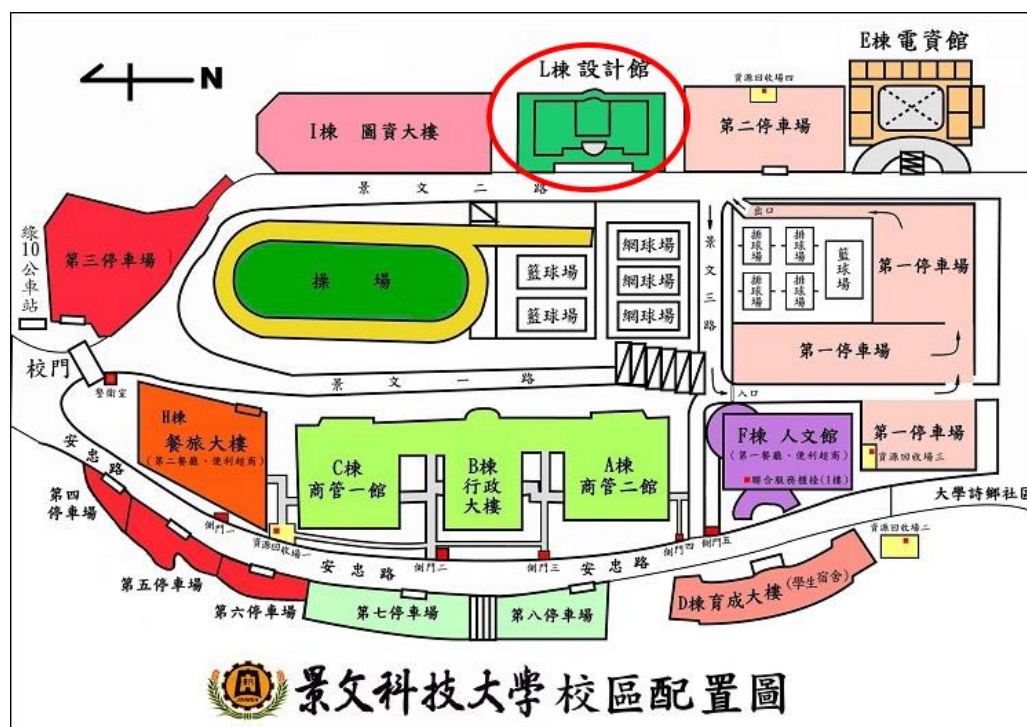 E棟 電資館
L棟 設計館
N
資源回收場四
I棟 圖資大樓
第二停車場
景文二路
出口
綠10公車站
第三停車場
操場
籃球場
籃球場
網球場
網球場
網球場
景文三路
排球場
排球場
排球場
排球場
籃球場
第一停車場
第一停車場
校門
警衛室
景文一路
入口
H棟
餐旅大樓
(第二餐廳、便利超商)
C棟
商管一館
B棟
行政
大樓
A棟
商管二館
F棟 人文館
(第一餐廳、便利超商)
聯合服務櫃檯(1樓)
第一停車場
資源回收場三
安忠路
第四
停車場
側門一
資源回收場一
側門二
側門三
側門四
側門五
大學詩鄉社區
資源回收場二
第五停車場
安忠路
安忠路
第六停車場
第七停車場
第八停車場
D棟育成大樓(學生宿舍)
景文科技大學校區配置圖